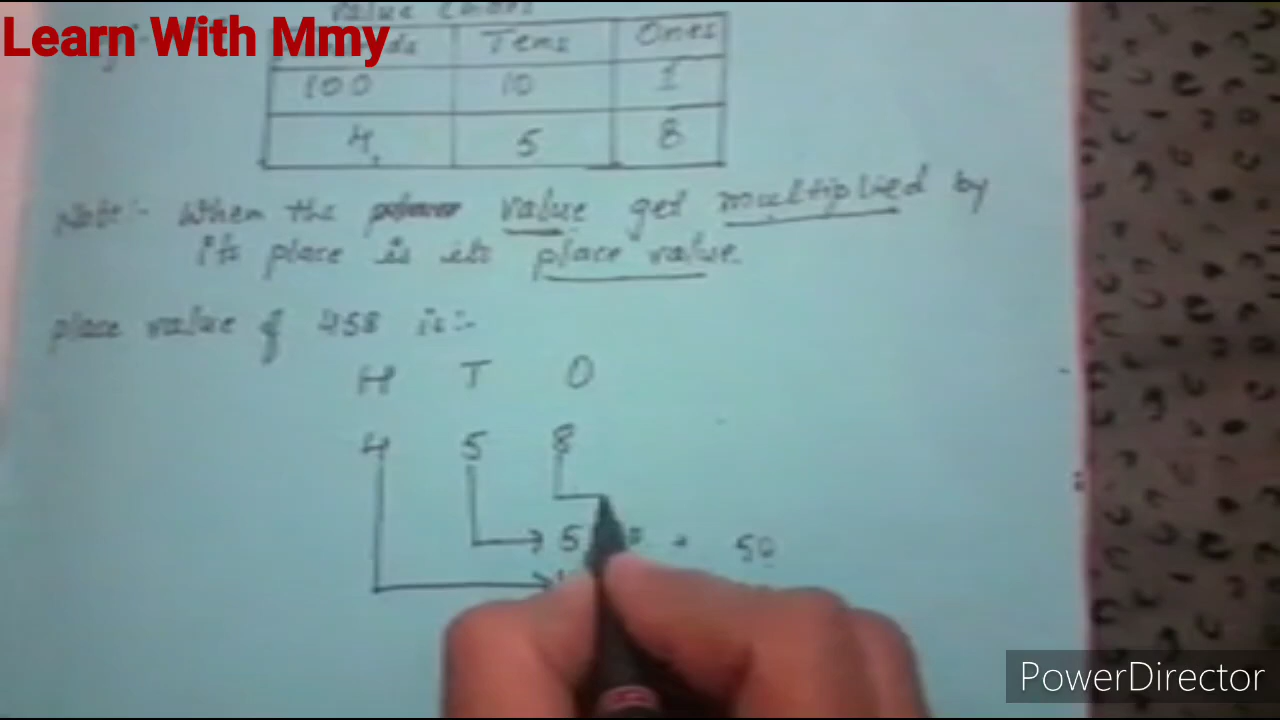 Learn With Mmy
value
Tens Ones
100 10 1
4 5 8
Note:- When the value get multiplied by
its place is its place value.
place value of 458 is:-
H T O
4 5 8
5 50
PowerDirector